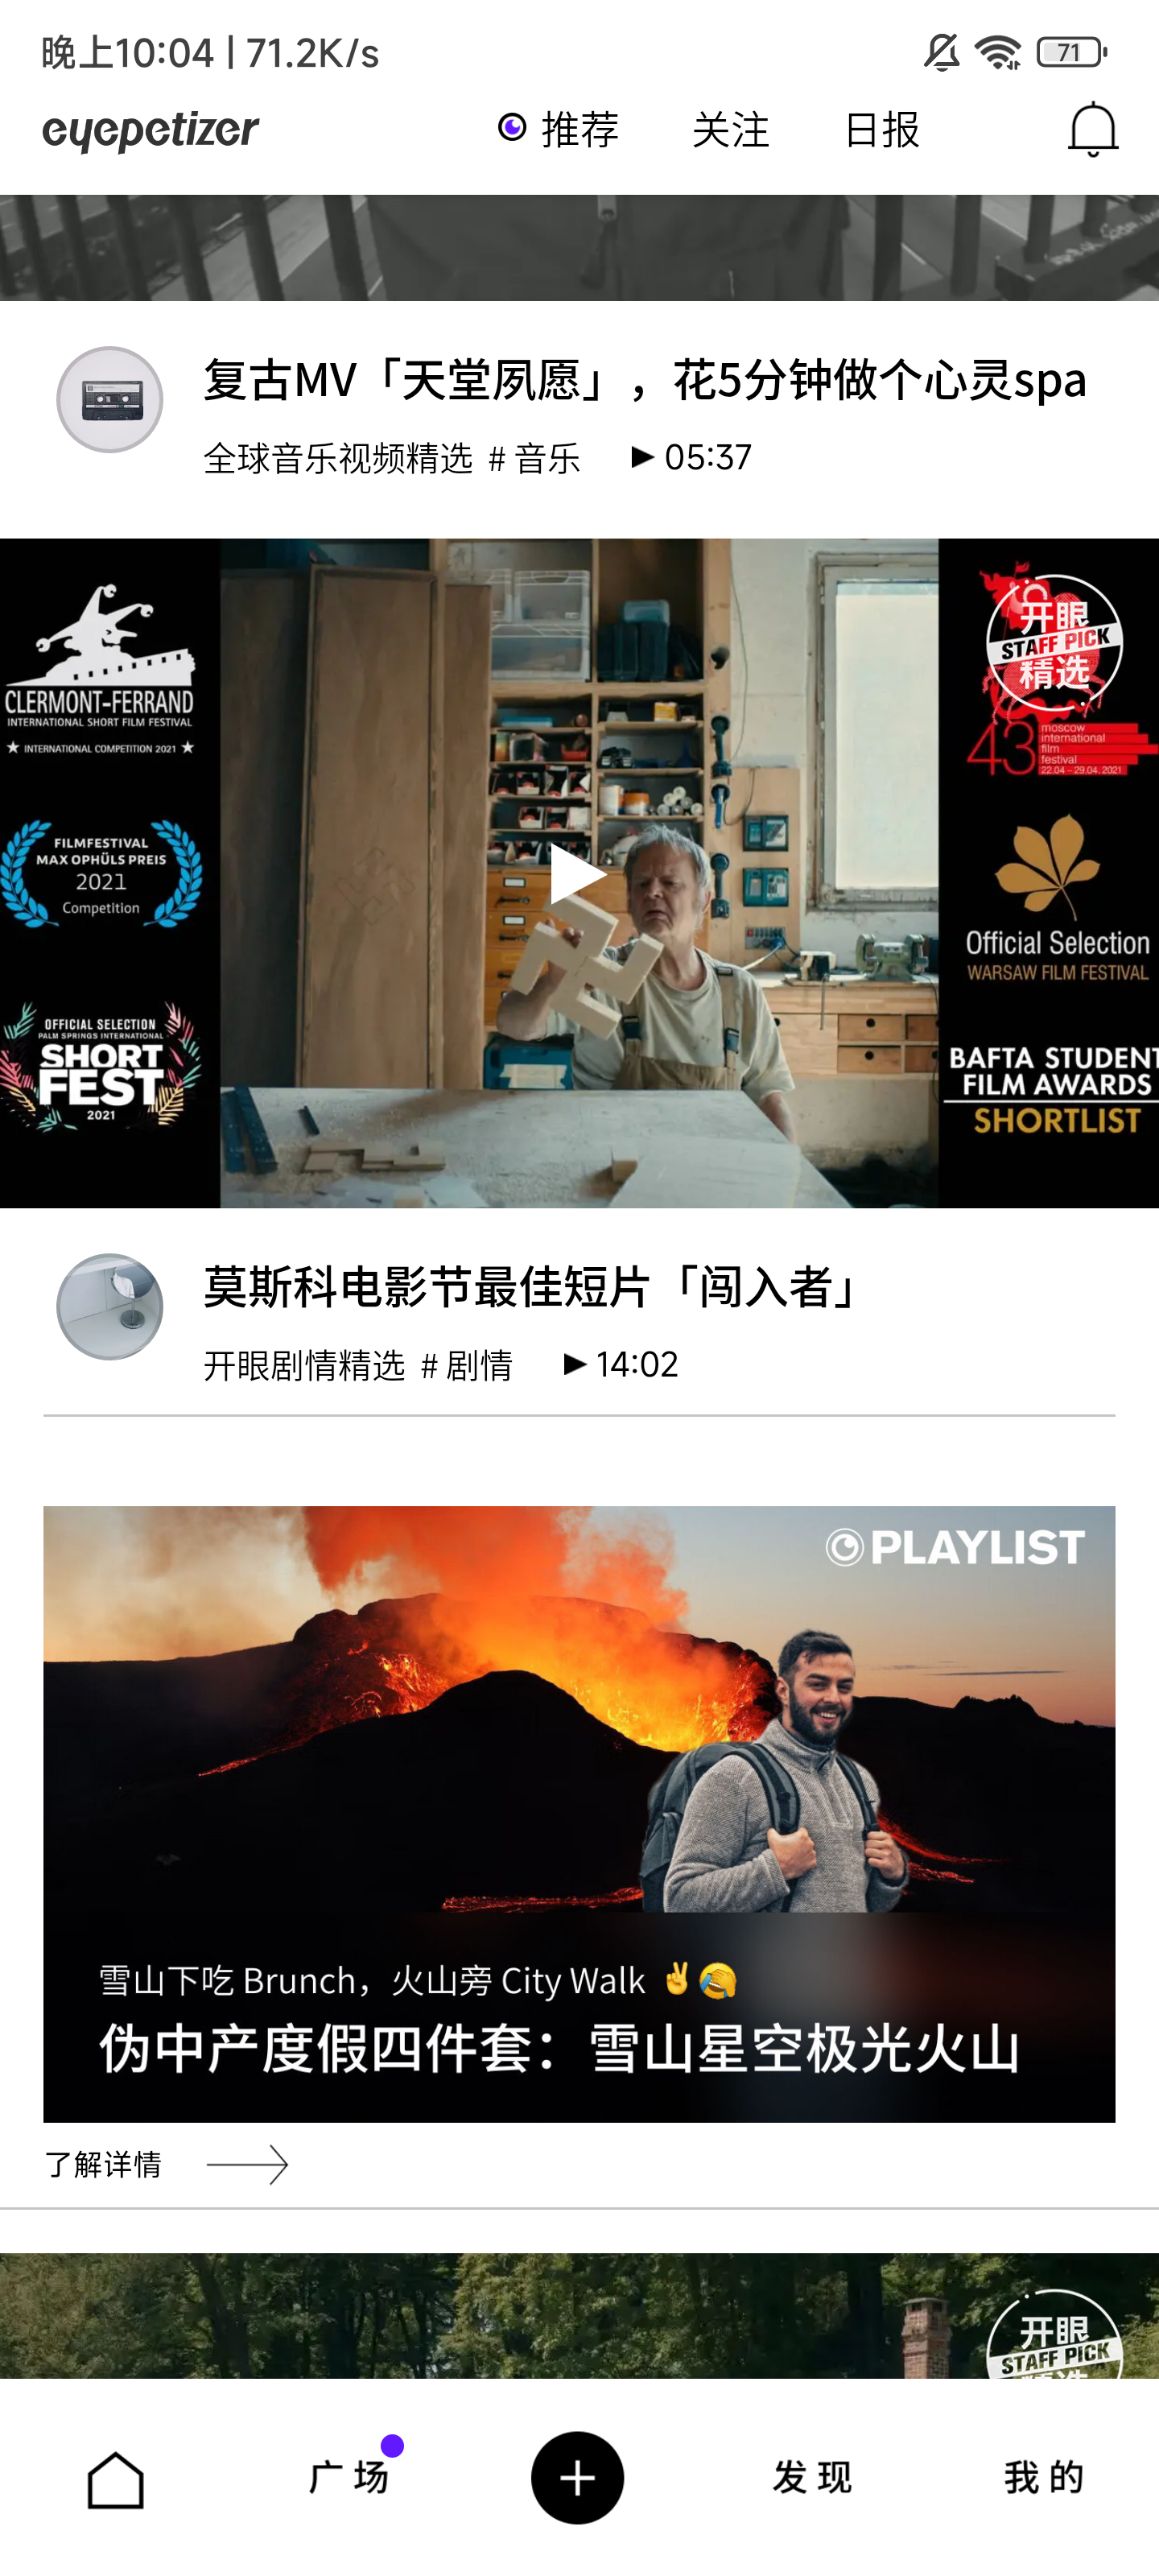 晚上10:04 | 71.2K/s
71
eyepetizer
推荐
关注
日报
复古MV「天堂夙愿」，花5分钟做个心灵spa
全球音乐视频精选 # 音乐 ▶ 05:37
CLERMONT-FERRAND
INTERNATIONAL SHORT FILM FESTIVAL
★ INTERNATIONAL COMPETITION 2021 ★
FILMFESTIVAL
MAX OPHÜLS PREIS
2021
Competition
OFFICIAL SELECTION
PALM SPRINGS INTERNATIONAL
SHORT
FEST
2021
开眼
STAFF PICK
精选
43
moscow
international
film
festival
22.04 – 29.04. 2021
Official Selection
WARSAW FILM FESTIVAL
BAFTA STUDENT
FILM AWARDS
SHORTLIST
莫斯科电影节最佳短片「闯入者」
开眼剧情精选 # 剧情 ▶ 14:02
PLAYLIST
雪山下吃 Brunch，火山旁 City Walk ✌️😂
伪中产度假四件套：雪山星空极光火山
了解详情
开眼
STAFF PICK
广场
发现
我的